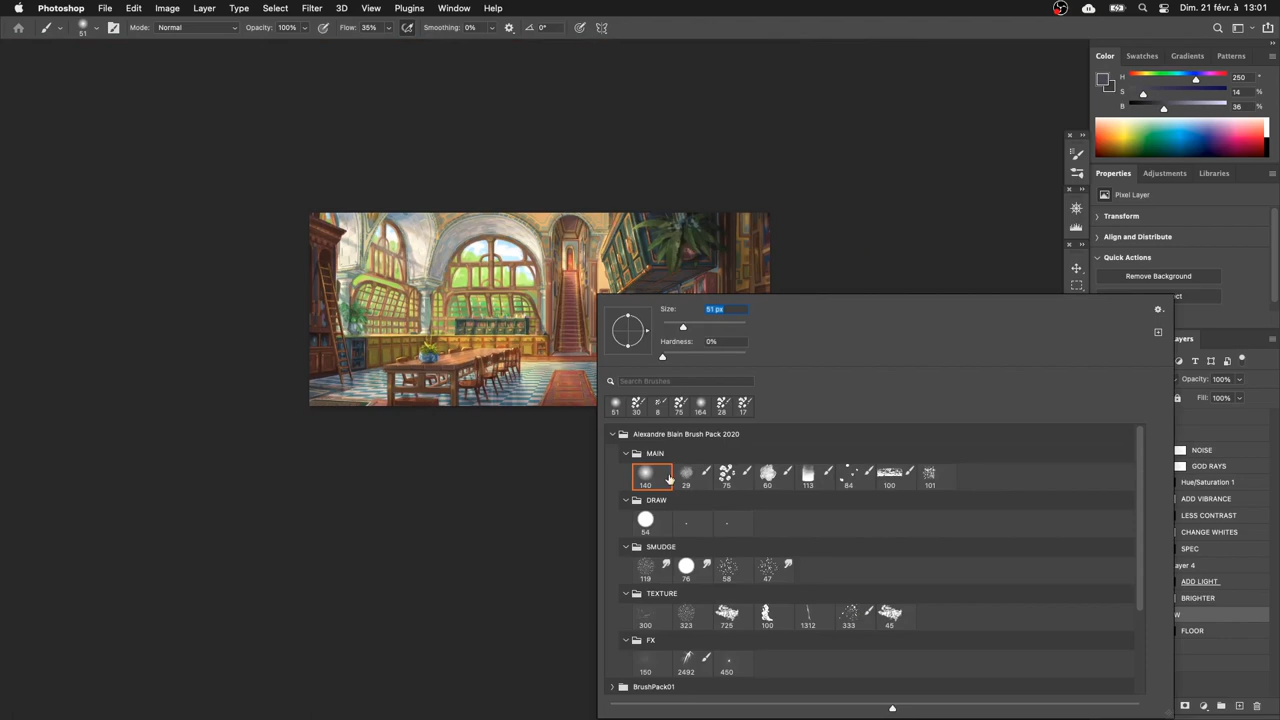 Photoshop File Edit Image Layer Type Select Filter 3D View Plugins Window Help Dim. 21 févr à 13:01
51 Mode: Normal Opacity: 100% Flow: 35% Smoothing: 0% 0°
Color Swatches Gradients Patterns
H 250 °
S 14 %
B 36 %
Properties Adjustments Libraries
Pixel Layer
Transform
Align and Distribute
Quick Actions
Remove Background
ct
Size: 51 px
Hardness: 0%
Search Brushes
51 30 8 75 164 28 17
Alexandre Blain Brush Pack 2020
MAIN
140 29 75 60 113 84 100 101
DRAW
54
SMUDGE
119 76 58 47
TEXTURE
300 323 725 100 1312 333 45
FX
150 2492 450
BrushPack01
ayers
Opacity: 100%
Fill: 100%
NOISE
GOD RAYS
Hue/Saturation 1
ADD VIBRANCE
LESS CONTRAST
CHANGE WHITES
SPEC
ayer 4
ADD LIGHT
BRIGHTER
W
FLOOR